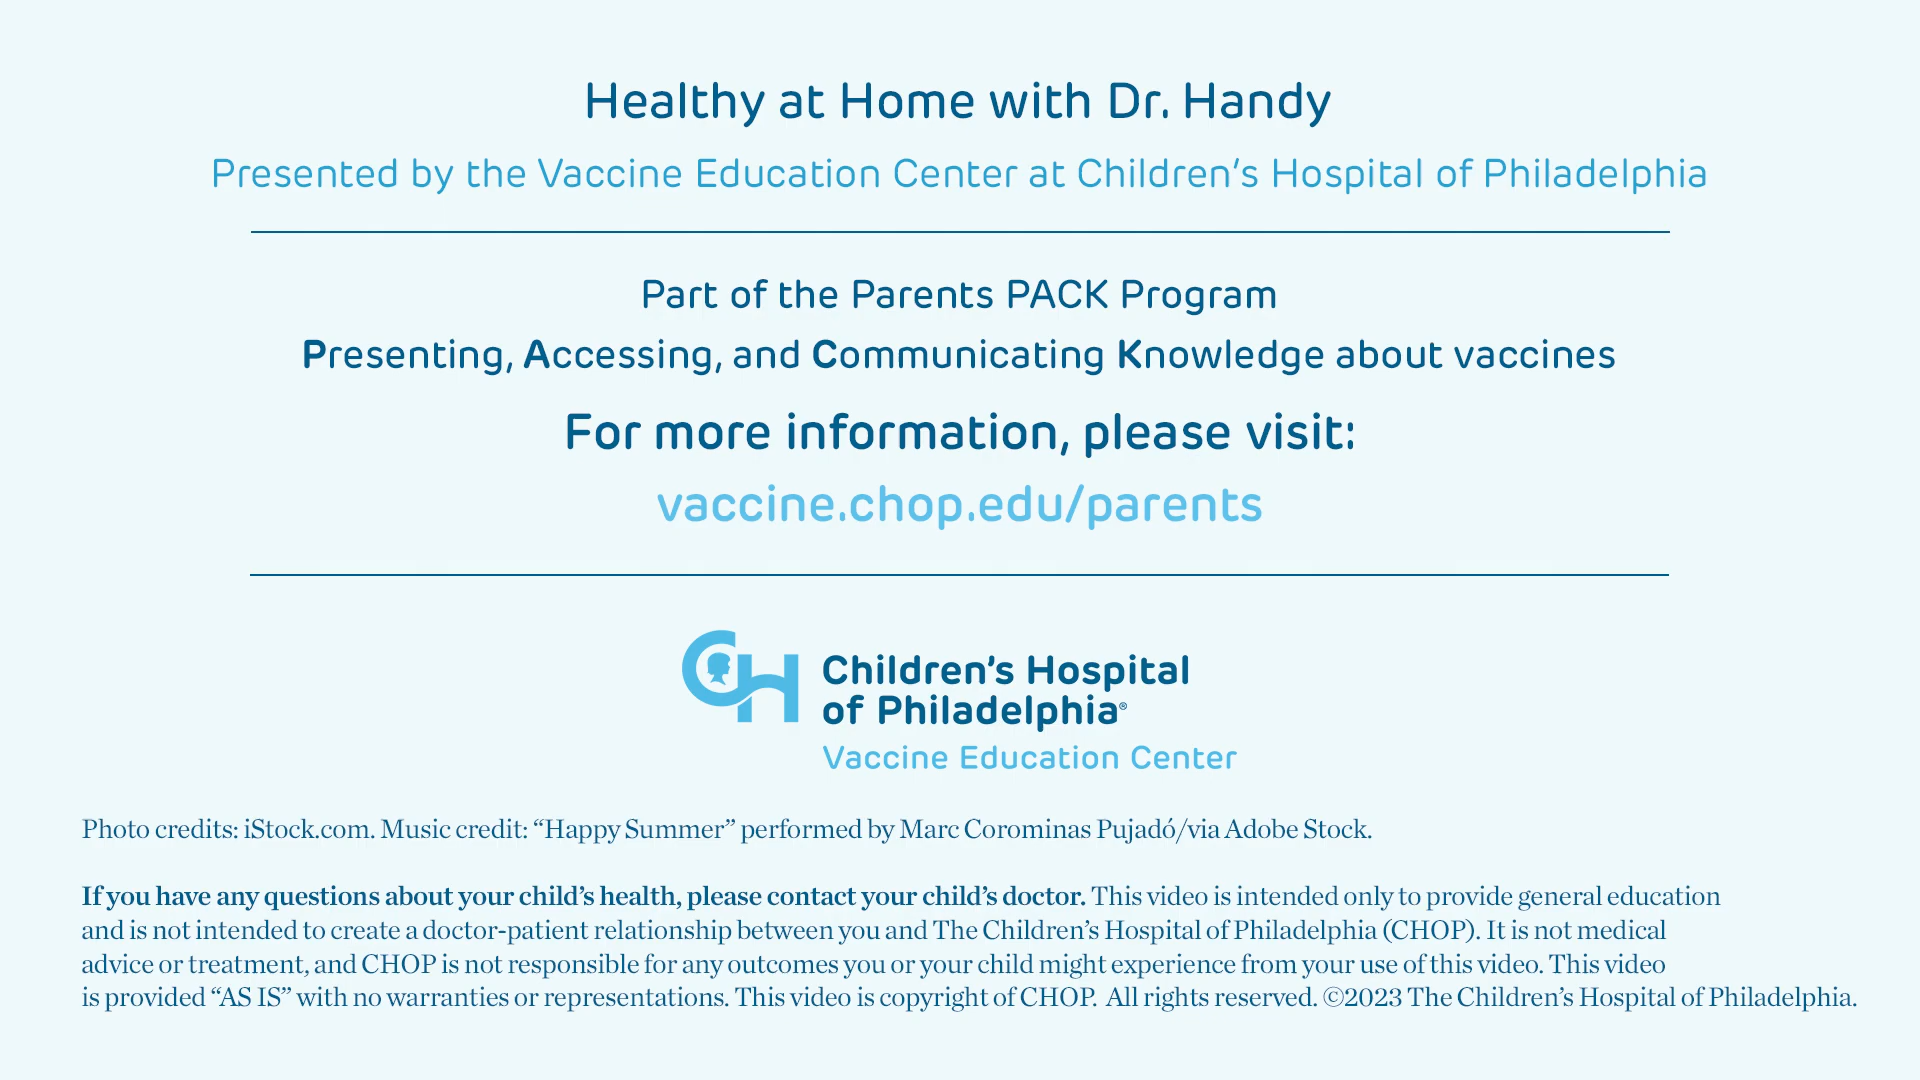 Healthy at Home with Dr. Handy
Presented by the Vaccine Education Center at Children's Hospital of Philadelphia
Part of the Parents PACK Program
Presenting, Accessing, and Communicating Knowledge about vaccines
For more information, please visit:
vaccine.chop.edu/parents
CH
Children's Hospital
of Philadelphia®
Vaccine Education Center
Photo credits: iStock.com. Music credit: “Happy Summer” performed by Marc Corominas Pujadó/via Adobe Stock.
If you have any questions about your child’s health, please contact your child’s doctor. This video is intended only to provide general education
and is not intended to create a doctor-patient relationship between you and The Children’s Hospital of Philadelphia (CHOP). It is not medical
advice or treatment, and CHOP is not responsible for any outcomes you or your child might experience from your use of this video. This video
is provided “AS IS” with no warranties or representations. This video is copyright of CHOP.  All rights reserved. ©2023 The Children’s Hospital of Philadelphia.